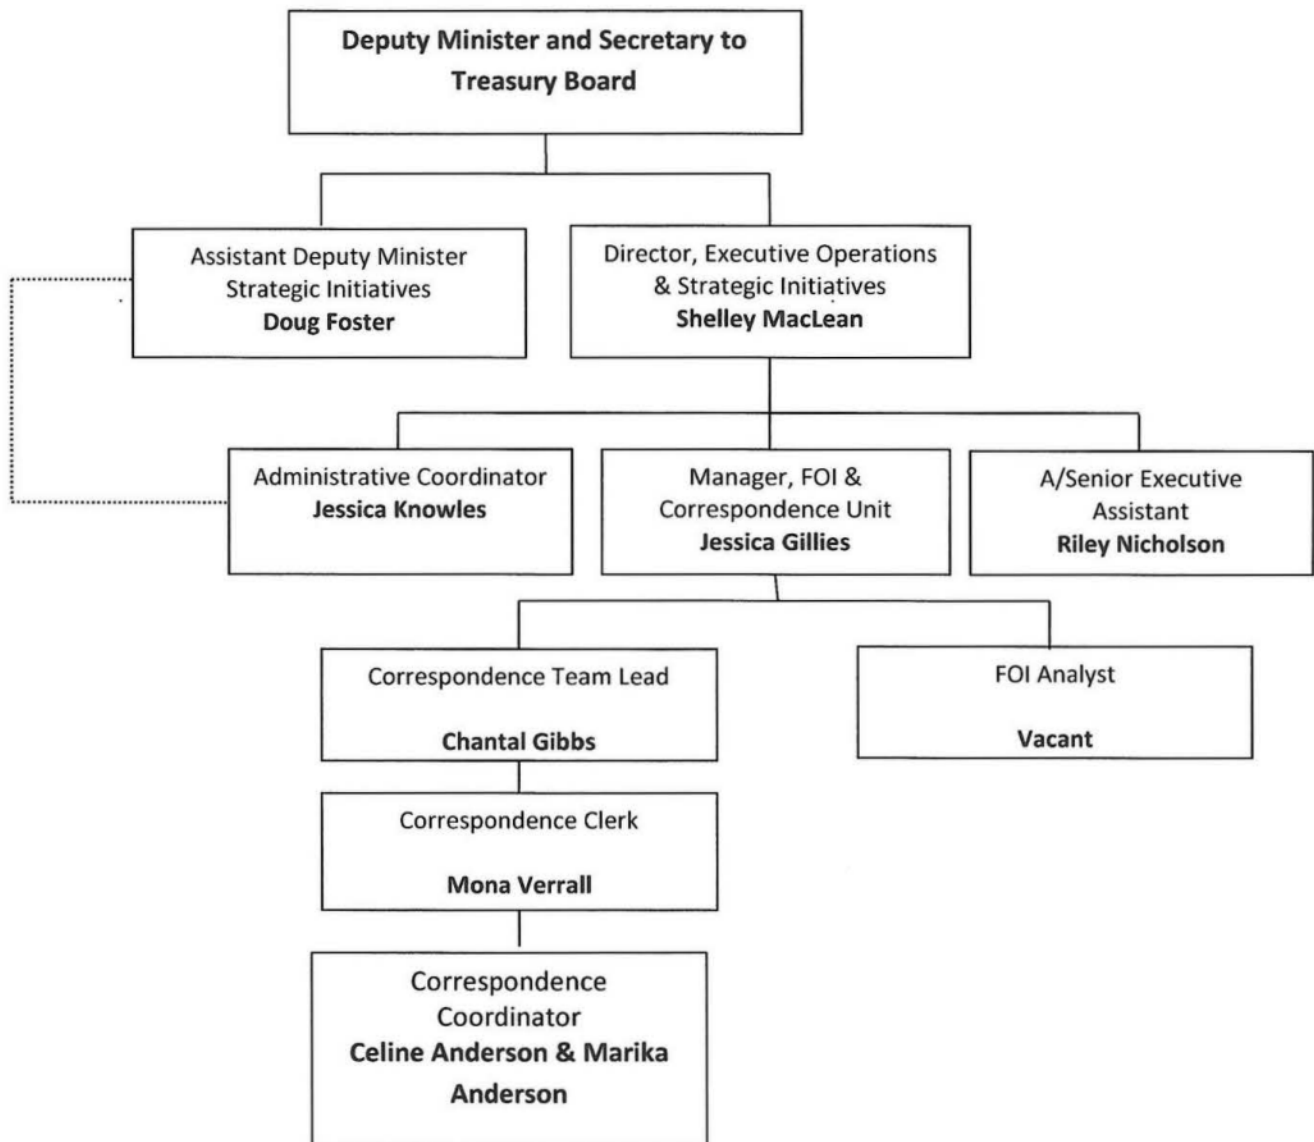 Deputy Minister and Secretary to
Treasury Board
Assistant Deputy Minister
Strategic Initiatives
Doug Foster
Director, Executive Operations
& Strategic Initiatives
Shelley MacLean
Administrative Coordinator
Jessica Knowles
Manager, FOI &
Correspondence Unit
Jessica Gillies
A/Senior Executive
Assistant
Riley Nicholson
Correspondence Team Lead
Chantal Gibbs
FOI Analyst
Vacant
Correspondence Clerk
Mona Verrall
Correspondence
Coordinator
Celine Anderson & Marika
Anderson